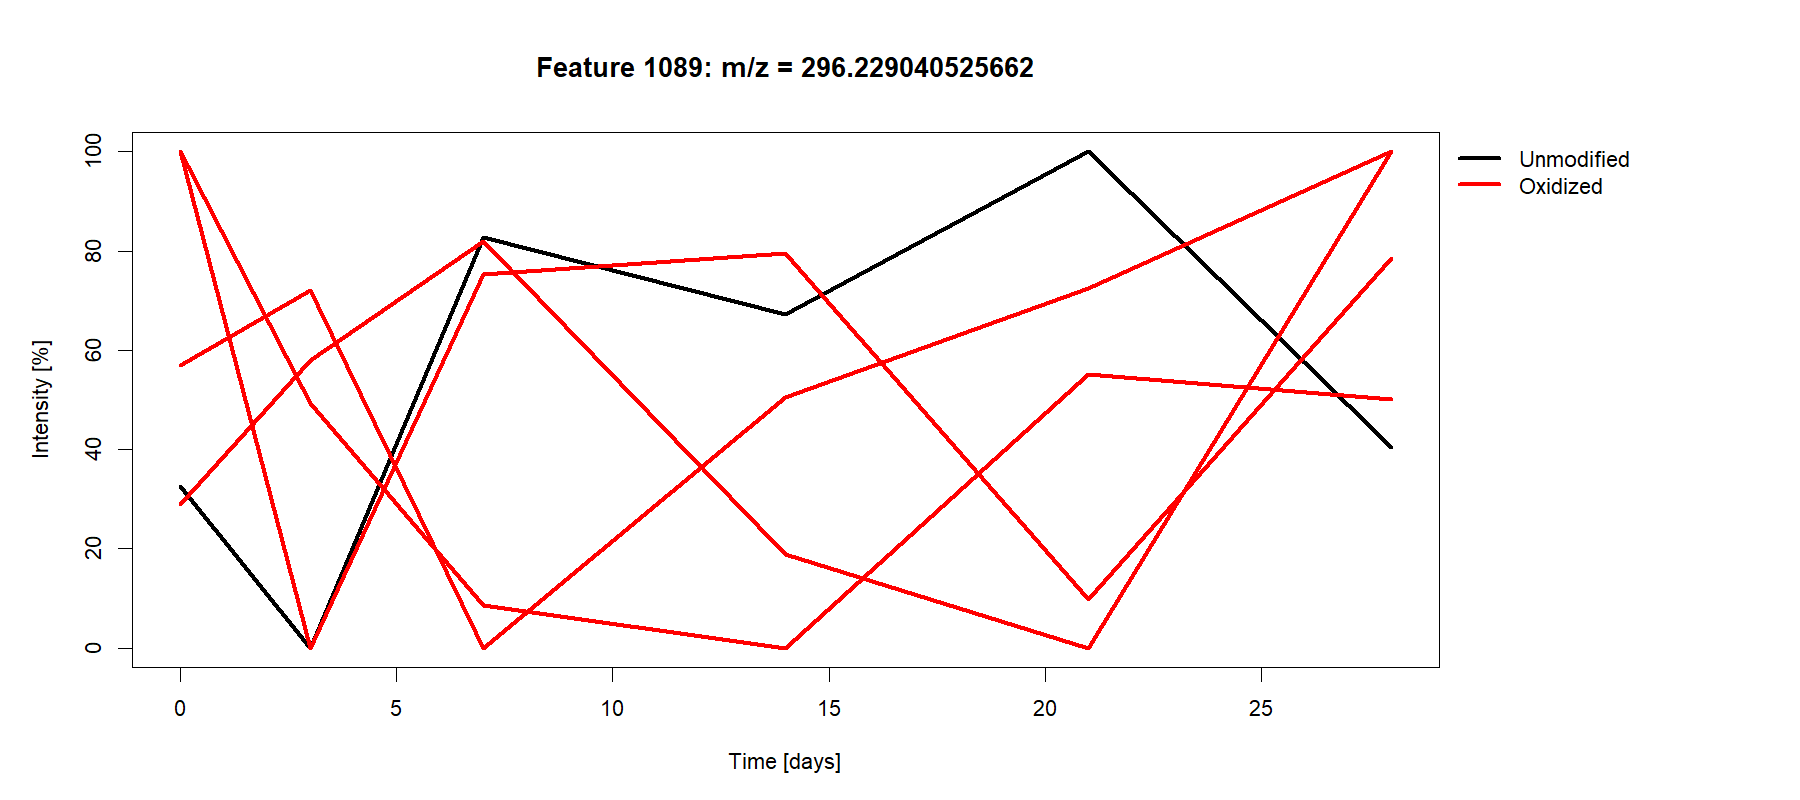 Feature 1089: m/z = 296.229040525662
Unmodified
Oxidized
100
80
60
40
20
0
Intensity [%]
0 5 10 15 20 25
Time [days]